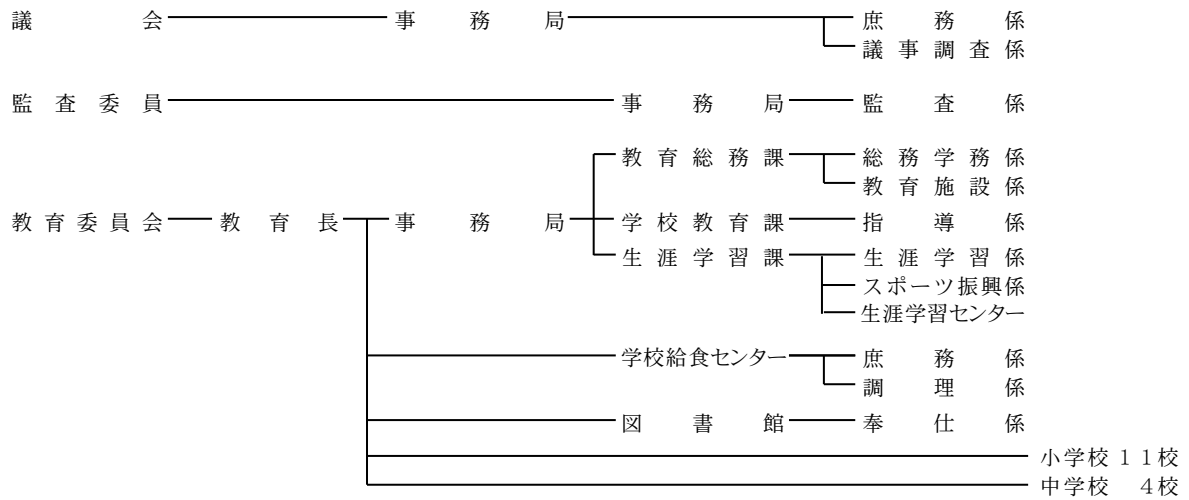 議会 事務局 庶務係
議事調査係
監査委員 事務局 監査係
教育総務課 総務学務係
教育施設係
教育委員会 教育長 事務局 学校教育課 指導係
生涯学習課 生涯学習係
スポーツ振興係
生涯学習センター
学校給食センター 庶務係
調理係
図書館 奉仕係
小学校 11校
中学校 4校